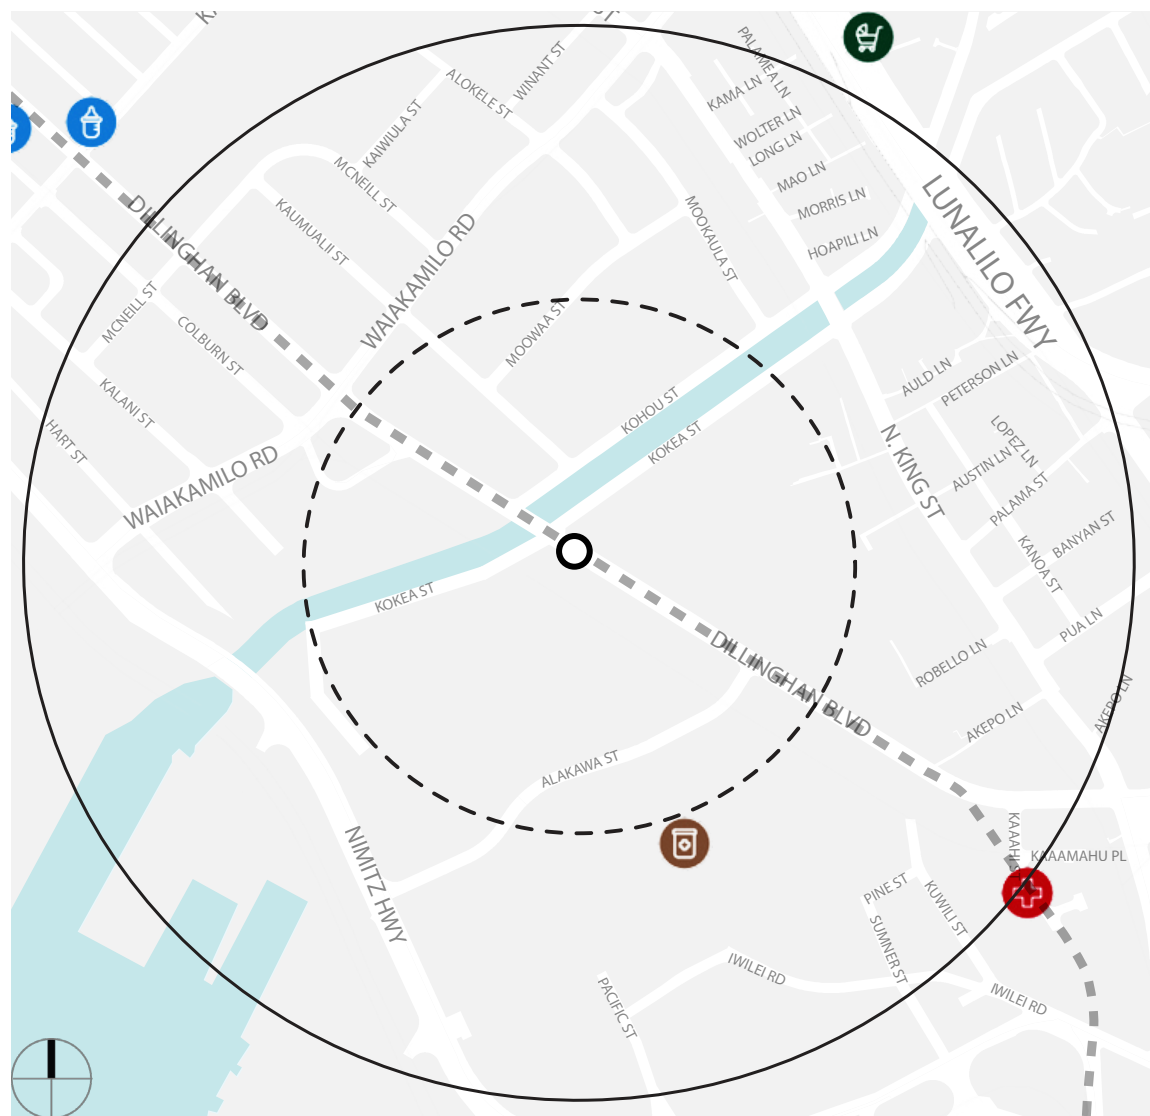 ALOKELE ST
WINANT ST
PALAMEA LN
KAMA LN
WOLTER LN
LONG LN
MAO LN
MORRIS LN
HOAPILI LN
LUNALILO FWY
KAIWIULA ST
MCNEILL ST
KAUMUALII ST
WAIAKAMILO RD
MOOKAULA ST
DILLINGHAN BLVD
MCNEILL ST
COLBURN ST
MOOWAA ST
KALANI ST
HART ST
WAIAKAMILO RD
KOHOU ST
KOKEA ST
AULD LN
PETERSON LN
LOPEZ LN
N. KING ST
AUSTIN LN
PALAMA ST
BANYAN ST
KANOA ST
KOKEA ST
PUA LN
ROBELLO LN
DILLINGHAN BLVD
AKEPO LN
AKEPO LN
ALAKAWA ST
NIMITZ HWY
KAAAHI ST
KAAAMAHU PL
PINE ST
KUWILI ST
SUMNER ST
IWILEI RD
IWILEI RD
PACIFIC ST